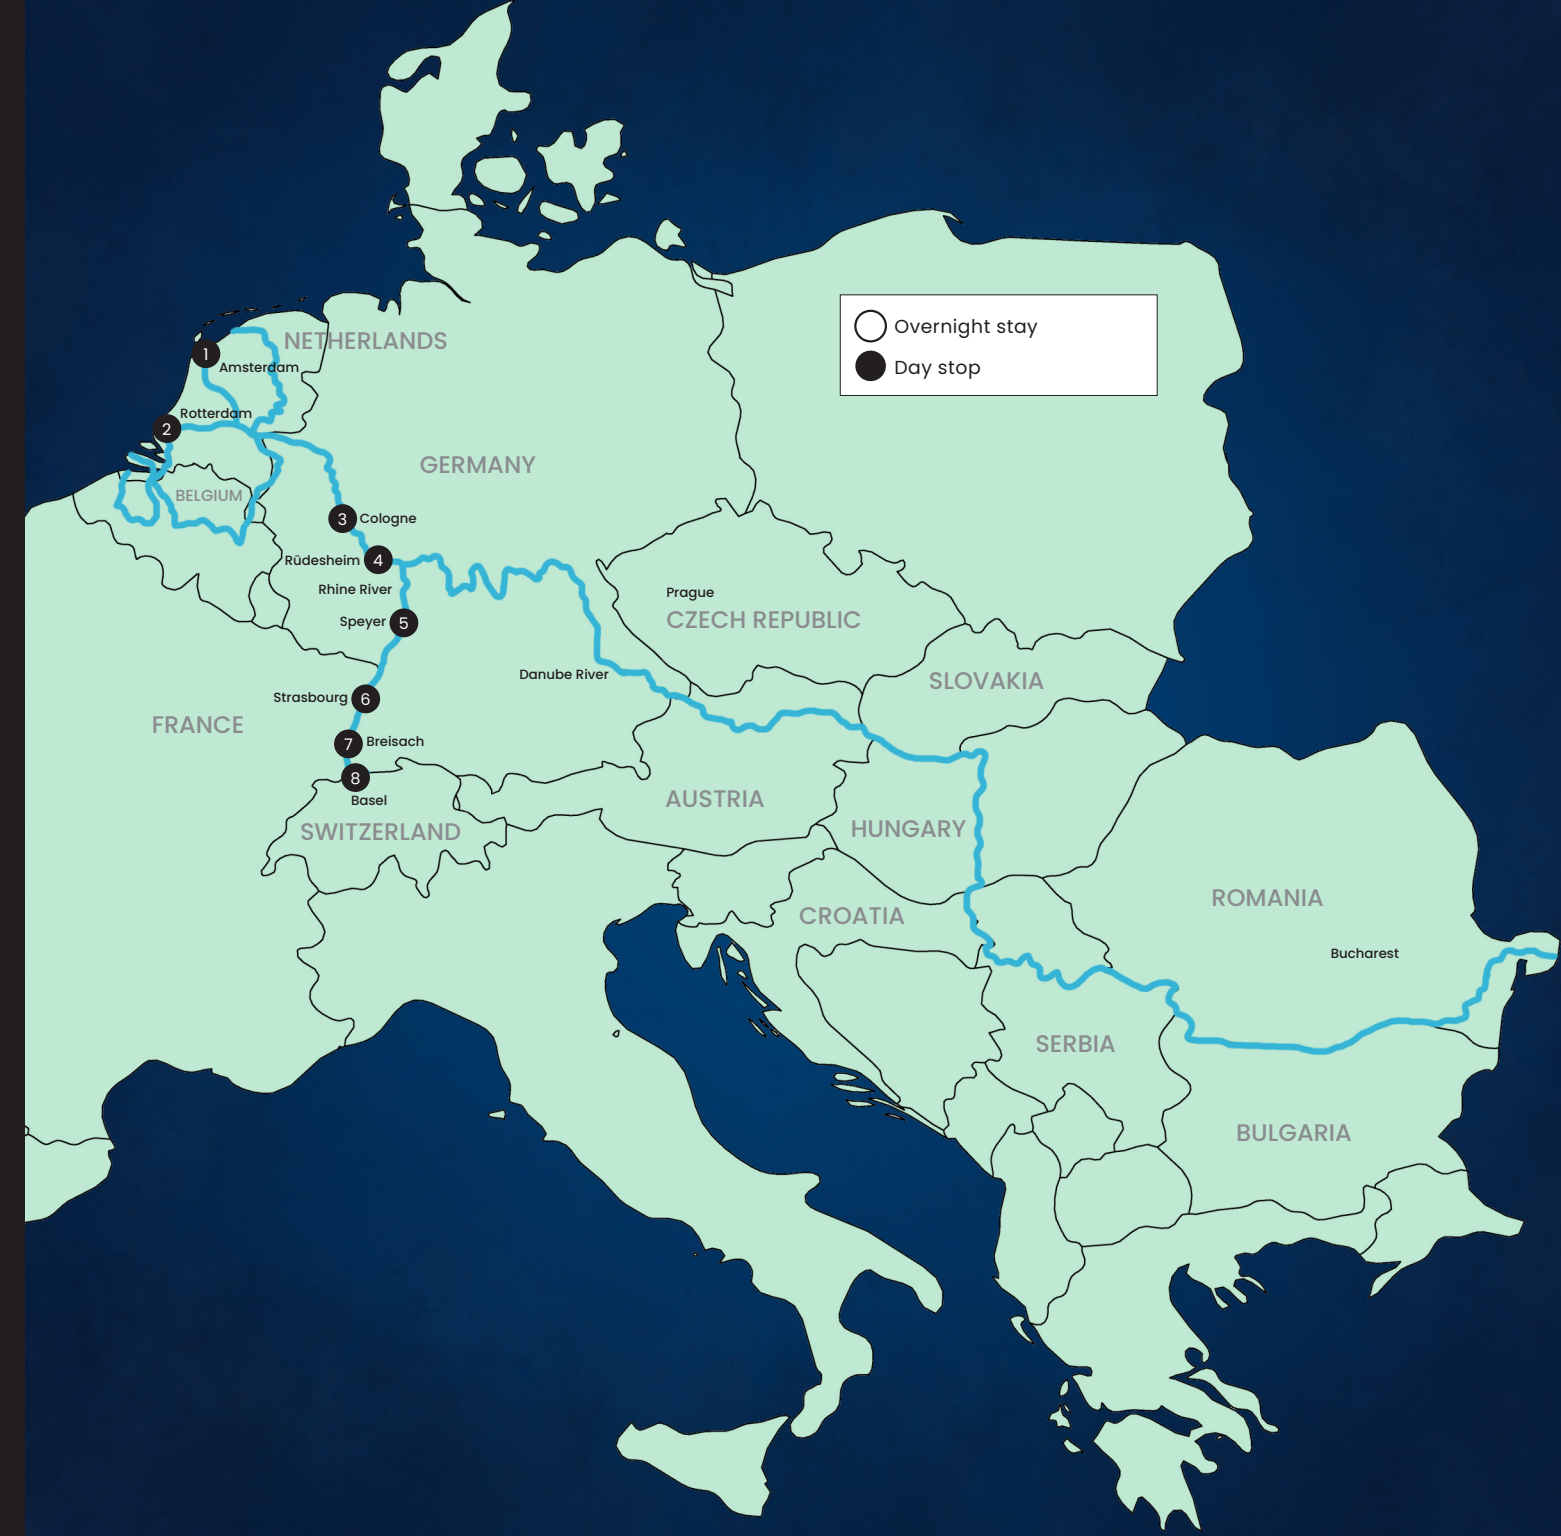 Overnight stay
Day stop
NETHERLANDS
1
Amsterdam
Rotterdam
2
GERMANY
BELGIUM
3 Cologne
Rüdesheim 4
Rhine River
Prague
CZECH REPUBLIC
Speyer 5
Danube River
SLOVAKIA
Strasbourg 6
FRANCE
7 Breisach
8
Basel
AUSTRIA
SWITZERLAND
HUNGARY
ROMANIA
CROATIA
Bucharest
SERBIA
BULGARIA